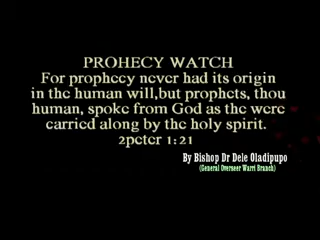 PROHECY WATCH
For prophecy never had its origin
in the human will,but prophets, thou
human, spoke from God as the were
carried along by the holy spirit.
2peter 1:21
By Bishop Dr Dele Oladipupo
(General Overseer Warri Branch)